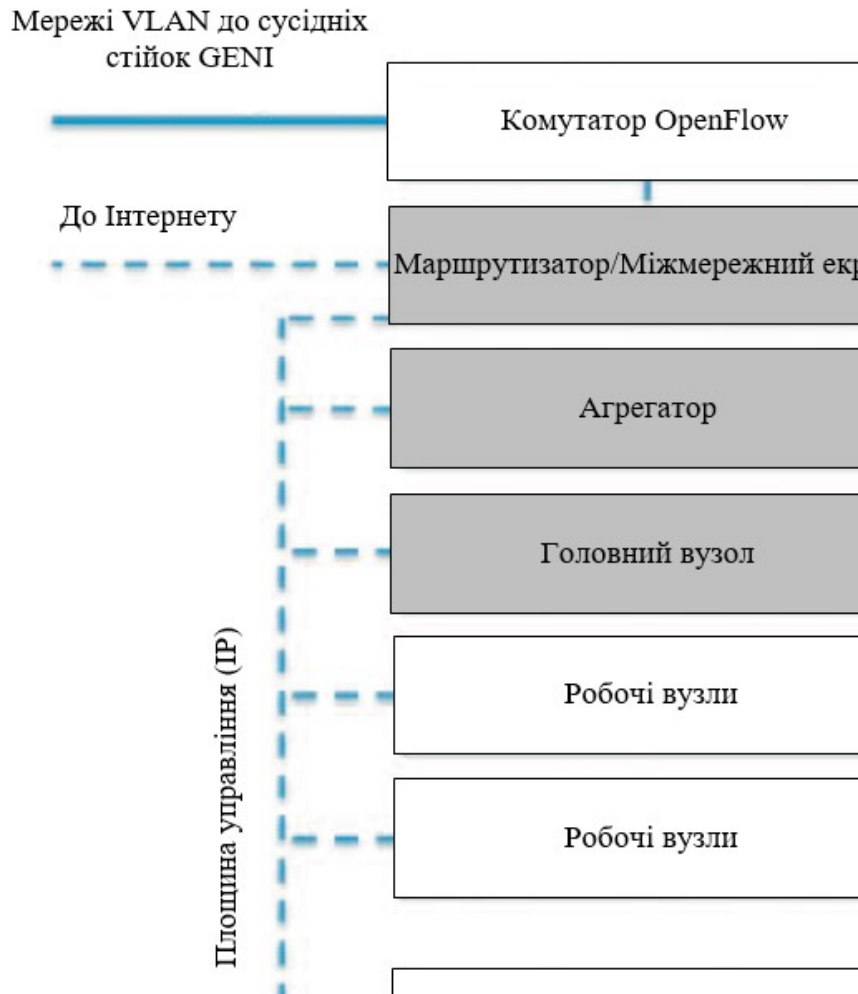 Мережі VLAN до сусідніх
стійок GENI
Комутатор OpenFlow
До Інтернету
Маршрутизатор/Міжмережний екр
Агрегатор
Головний вузол
Площина управління (IP)
Робочі вузли
Робочі вузли